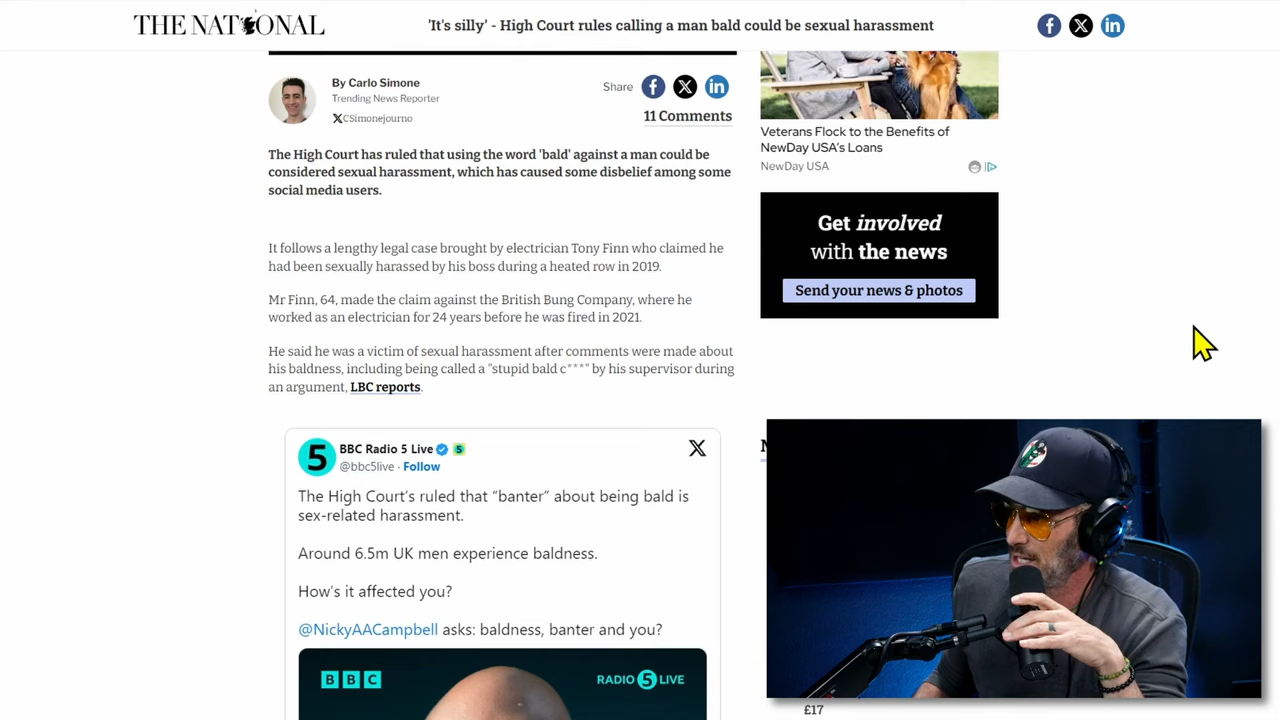 THE NATIONAL
'It's silly' - High Court rules calling a man bald could be sexual harassment
f X in
By Carlo Simone
Trending News Reporter
X CSimonejourno
Share f X in
11 Comments
The High Court has ruled that using the word 'bald' against a man could be
considered sexual harassment, which has caused some disbelief among some
social media users.
It follows a lengthy legal case brought by electrician Tony Finn who claimed he
had been sexually harassed by his boss during a heated row in 2019.
Mr Finn, 64, made the claim against the British Bung Company, where he
worked as an electrician for 24 years before he was fired in 2021.
He said he was a victim of sexual harassment after comments were made about
his baldness, including being called a "stupid bald c***" by his supervisor during
an argument, LBC reports.
5 BBC Radio 5 Live 5
@bbc5live · Follow
X
The High Court's ruled that “banter” about being bald is
sex-related harassment.
Around 6.5m UK men experience baldness.
How's it affected you?
@NickyAACampbell asks: baldness, banter and you?
BBC
RADIO 5 LIVE
Veterans Flock to the Benefits of
NewDay USA's Loans
NewDay USA
Get involved
with the news
Send your news & photos
£17